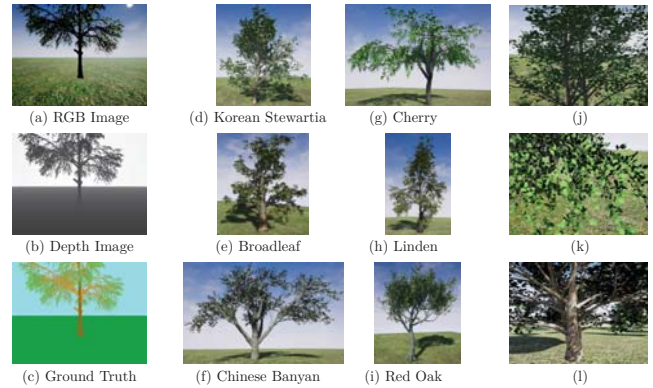 (a) RGB Image
(d) Korean Stewartia
(g) Cherry
(j)
(b) Depth Image
(e) Broadleaf
(h) Linden
(k)
(c) Ground Truth
(f) Chinese Banyan
(i) Red Oak
(l)